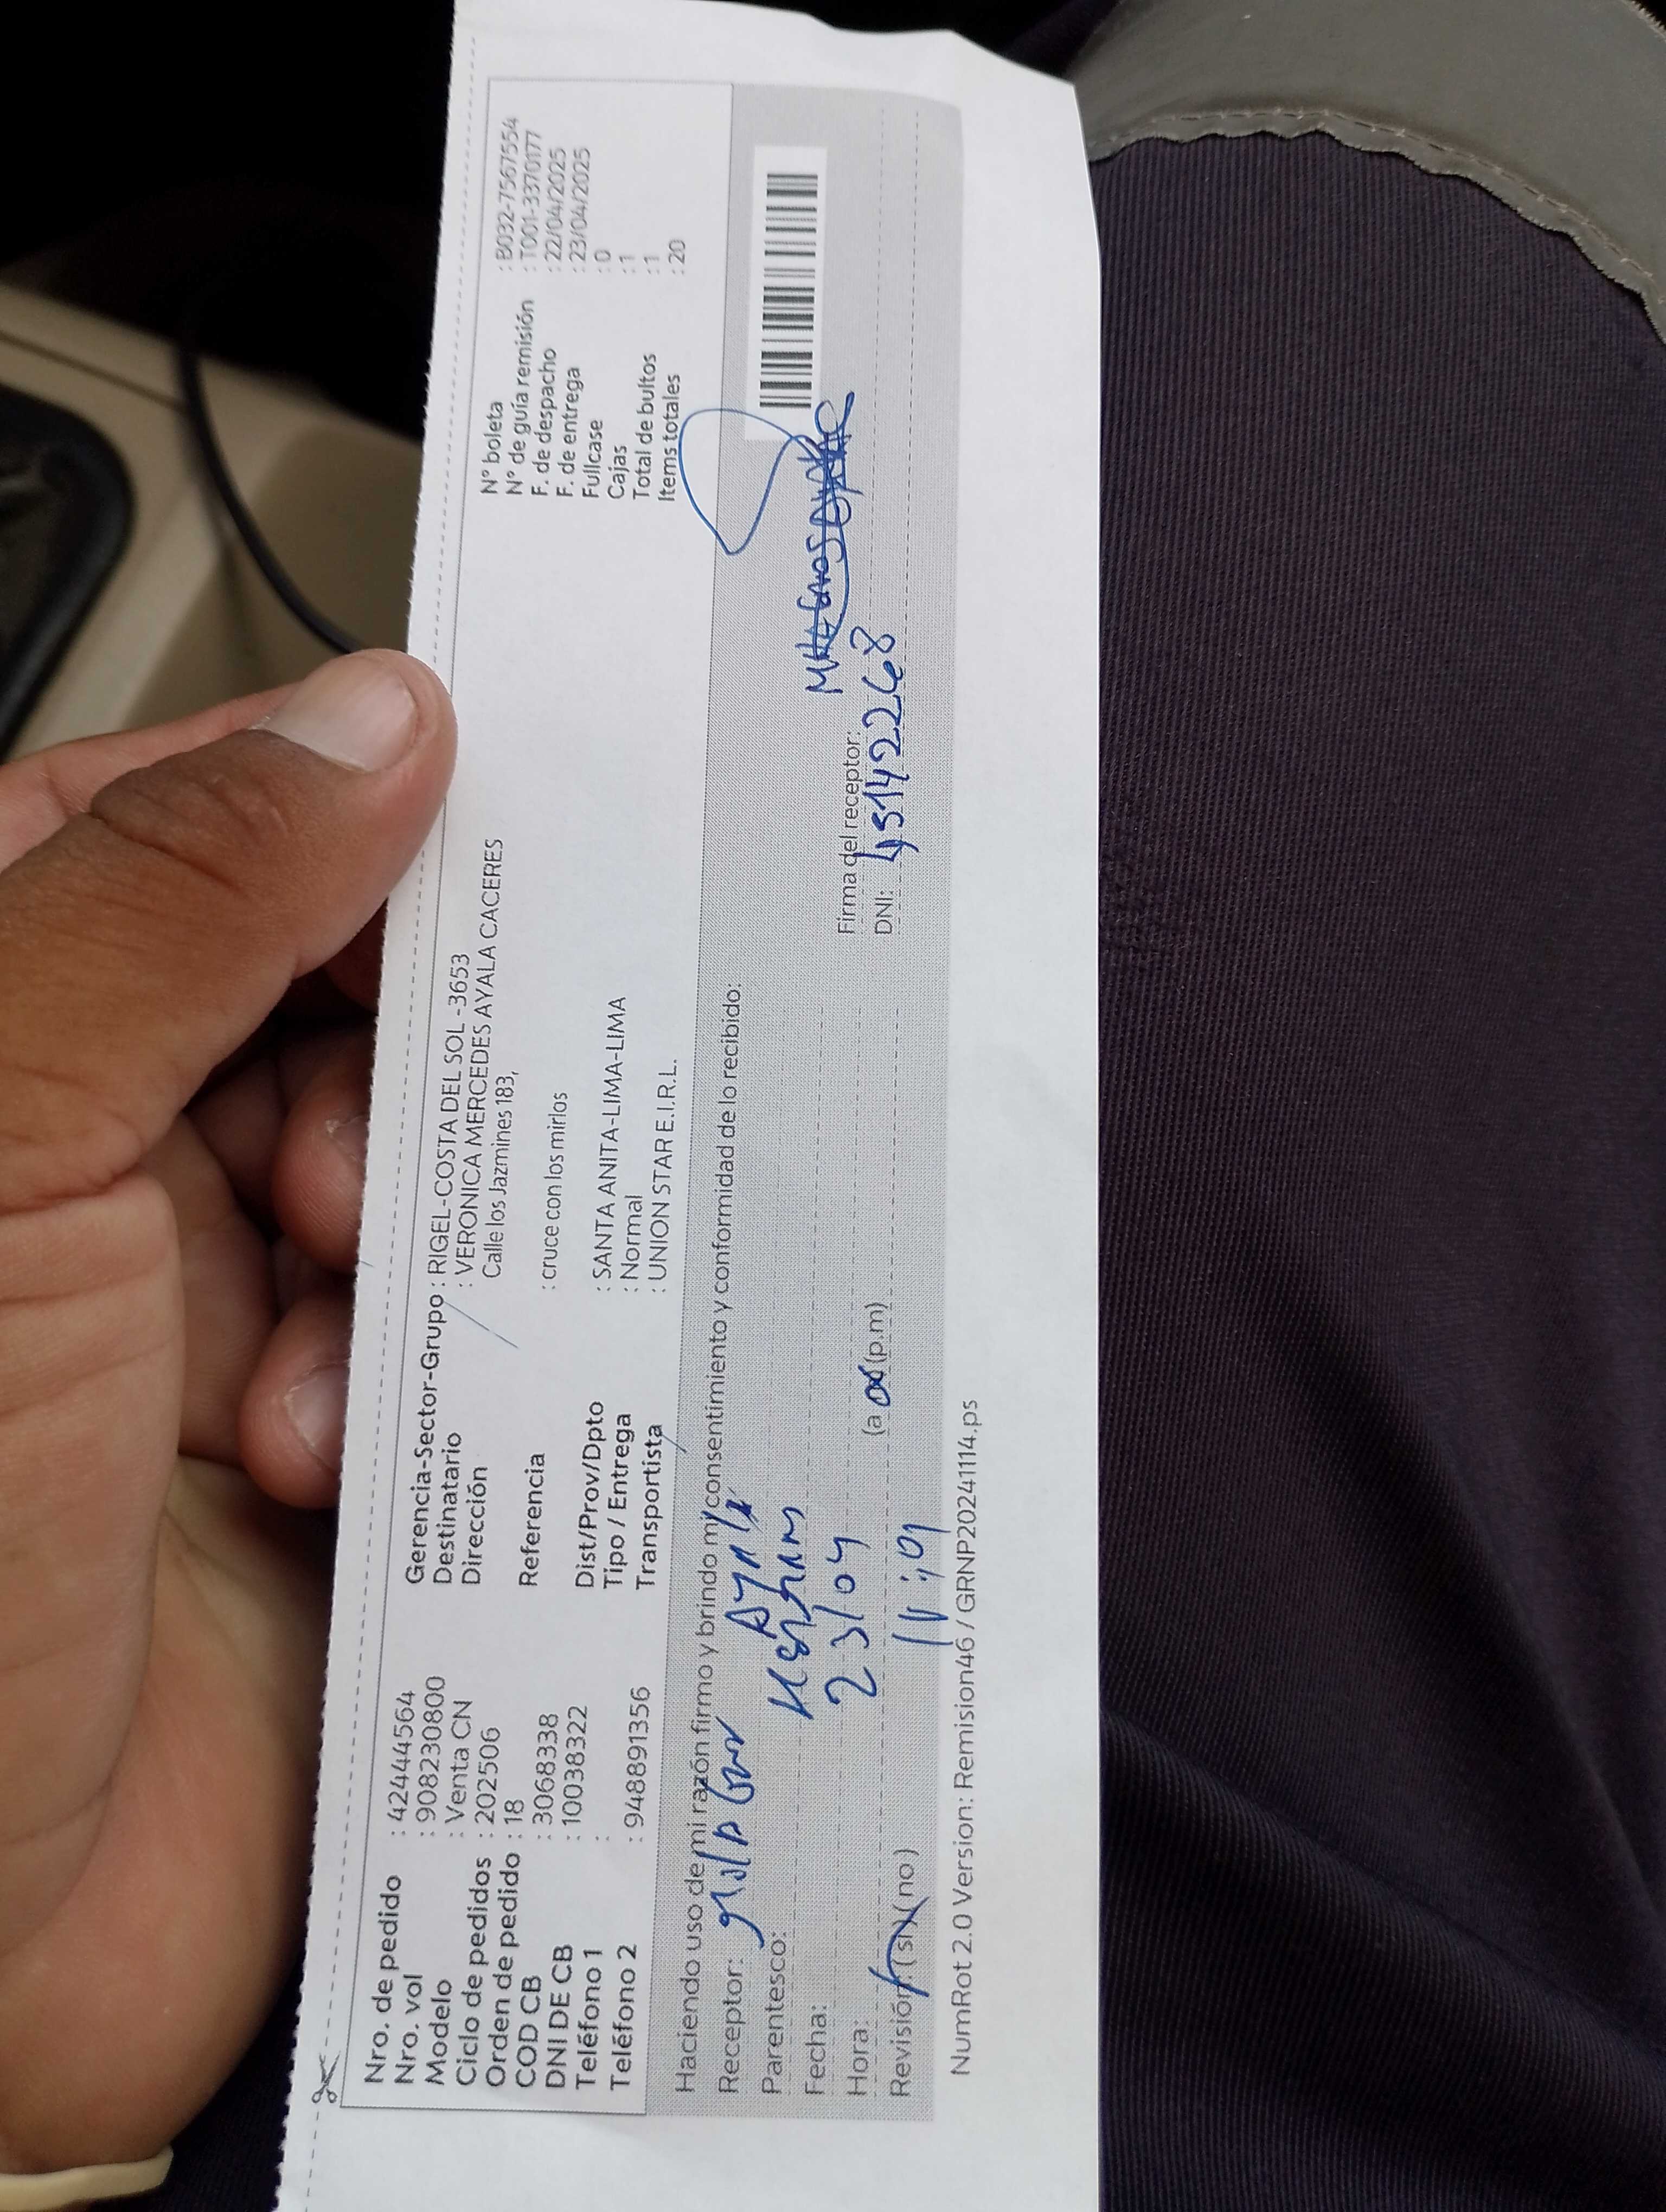 Nro. de pedido : 42444564
Nro. vol : 908230800
Modelo : Venta CN
Ciclo de pedidos : 202506
Orden de pedido : 18
COD CB : 30683338
DNI DE CB : 10038322
Teléfono 1 :
Teléfono 2 : 948891356
Gerencia-Sector-Grupo : RIGEL-COSTA DEL SOL -3653
Destinatario : VERONICA MERCEDES AYALA CACERES
Dirección Calle los Jazmines 183,
Referencia : cruce con los mirlos
Dist/Prov/Dpto : SANTA ANITA-LIMA-LIMA
Tipo / Entrega : Normal
Transportista : UNION STAR E.I.R.L.
N° boleta : B032-7567554
N° de guía remisión : T001-3370177
F. de despacho : 22/04/2025
F. de entrega : 23/04/2025
Fullcase : 0
Cajas : 1
Total de bultos : 1
Items totales : 20
Haciendo uso de mi razón firmo y brindo my consentimiento y conformidad de lo recibido:
Receptor:
Parentesco:
Fecha: 23/04
Hora: 11:01 (a (p.m)
Revisión: (si) (no)
Firma del receptor:
DNI: 45142268
NumRot 2.0 Version: Remision46 / GRNP20241114.ps